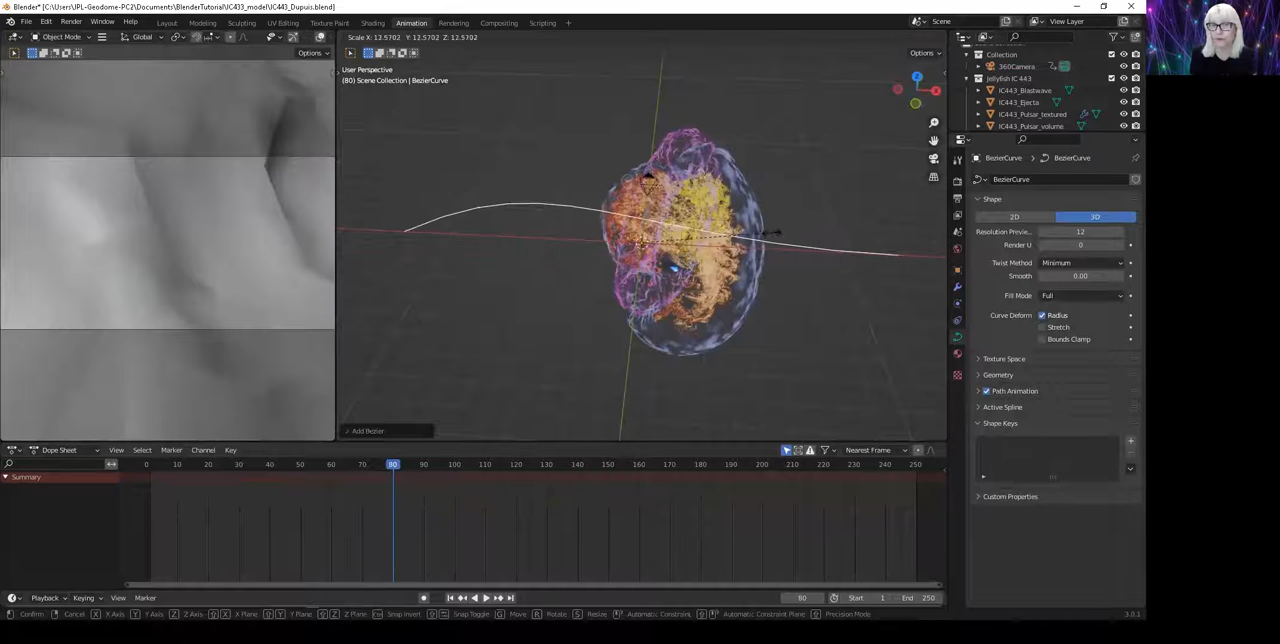 Blender* [C:\Users\JPL-Geodome-PC2\Documents\BlenderTutorial\IC433_model\IC443_Dupuis.blend]
File Edit Render Window Help Layout Modeling Sculpting UV Editing Texture Paint Shading Animation Rendering Compositing Scripting + Scene View Layer
Object Mode Global Scale X: 13.5702 Y: 13.5702 Z: 13.5702
Options Options
User Perspective
(80) Scene Collection | BezierCurve
Collection
360Camera
Jellyfish IC 443
IC443_Blastwave
IC443_Ejecta
IC443_Pulsar_textured
IC443_Pulsar_volume
BezierCurve > BezierCurve
BezierCurve
Shape
2D 3D
Resolution Previe... 12
Render U 0
Twist Method Minimum
Smooth 0.00
Fill Mode Full
Curve Deform Radius
Stretch
Bounds Clamp
Texture Space
Geometry
Path Animation
Active Spline
Shape Keys
Custom Properties
Add Bezier
Dope Sheet View Select Marker Channel Key Nearest Frame
0 10 20 30 40 50 60 70 80 90 100 110 120 130 140 150 160 170 180 190 200 210 220 230 240 250
Summary
Playback Keying View Marker 80 Start 1 End 250
Confirm Cancel X X Axis Y Y Axis Z Z Axis X X Plane Y Y Plane Z Z Plane Snap Invert Snap Toggle G Move R Rotate S Resize Automatic Constraint Automatic Constraint Plane Precision Mode 3.0.1